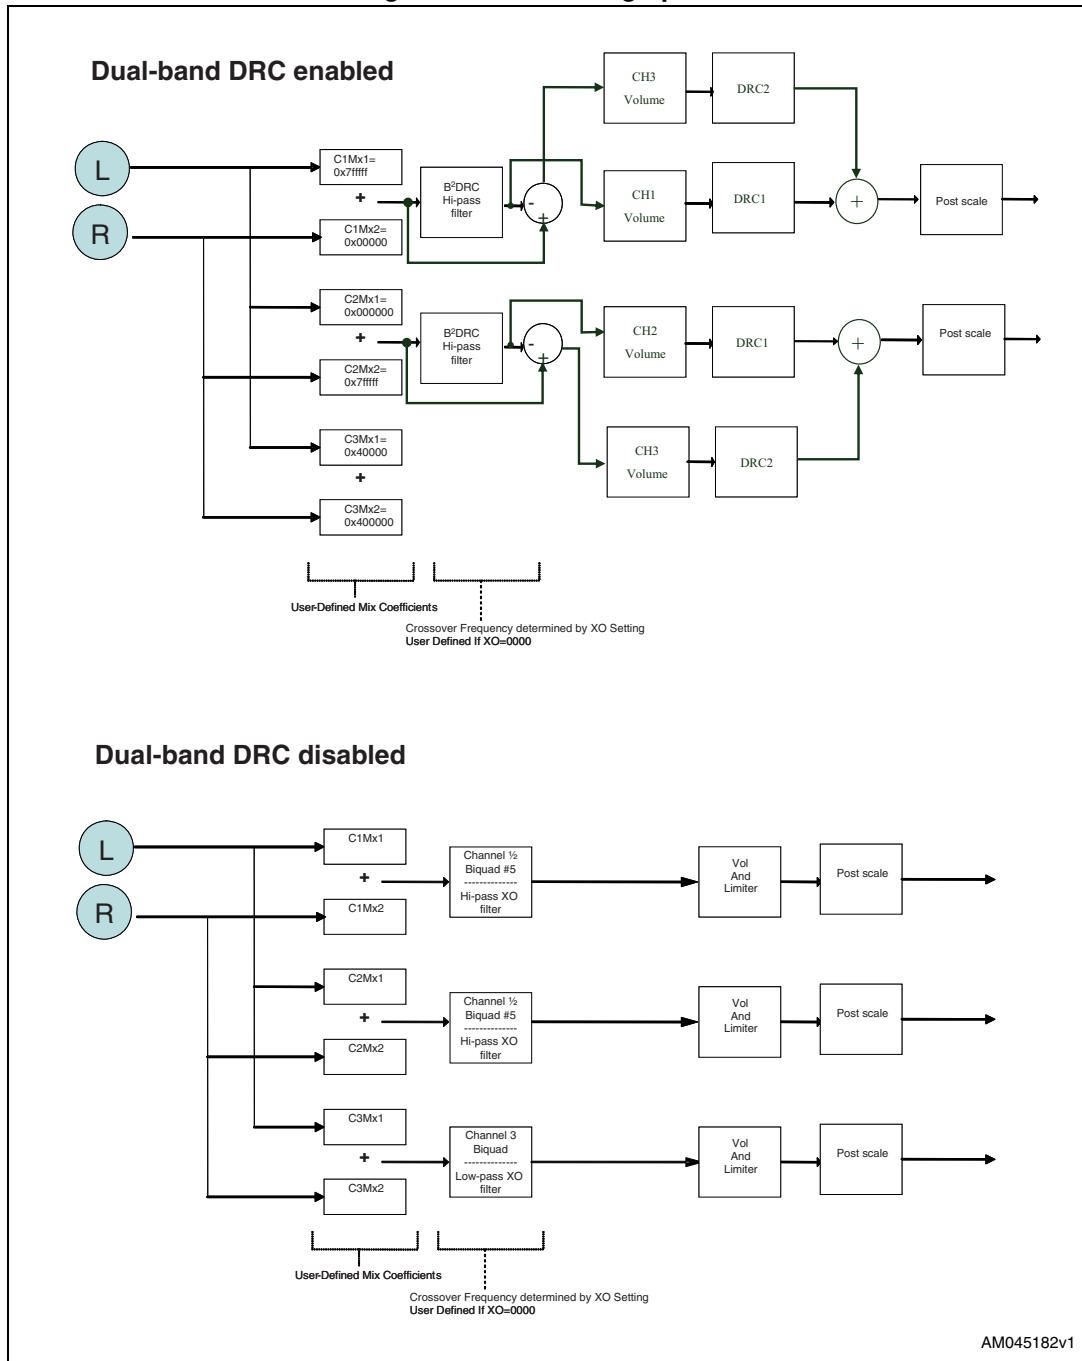 Dual-band DRC enabled
L
R
C1Mx1=
0x7fffff
+
C1Mx2=
0x00000
B²DRC
Hi-pass
filter
-
+
CH3
Volume
DRC2
CH1
Volume
DRC1
+
Post scale
C2Mx1=
0x000000
+
C2Mx2=
0x7fffff
B²DRC
Hi-pass
filter
-
+
CH2
Volume
DRC1
+
Post scale
CH3
Volume
DRC2
C3Mx1=
0x40000
+
C3Mx2=
0x400000
User-Defined Mix Coefficients
Crossover Frequency determined by XO Setting
User Defined If XO=0000
Dual-band DRC disabled
L
R
C1Mx1
+
C1Mx2
Channel ½
Biquad #5
--------------
Hi-pass XO
filter
Vol
And
Limiter
Post scale
C2Mx1
+
C2Mx2
Channel ½
Biquad #5
--------------
Hi-pass XO
filter
Vol
And
Limiter
Post scale
C3Mx1
+
C3Mx2
Channel 3
Biquad
--------------
Low-pass XO
filter
Vol
And
Limiter
Post scale
User-Defined Mix Coefficients
Crossover Frequency determined by XO Setting
User Defined If XO=0000
AM045182v1